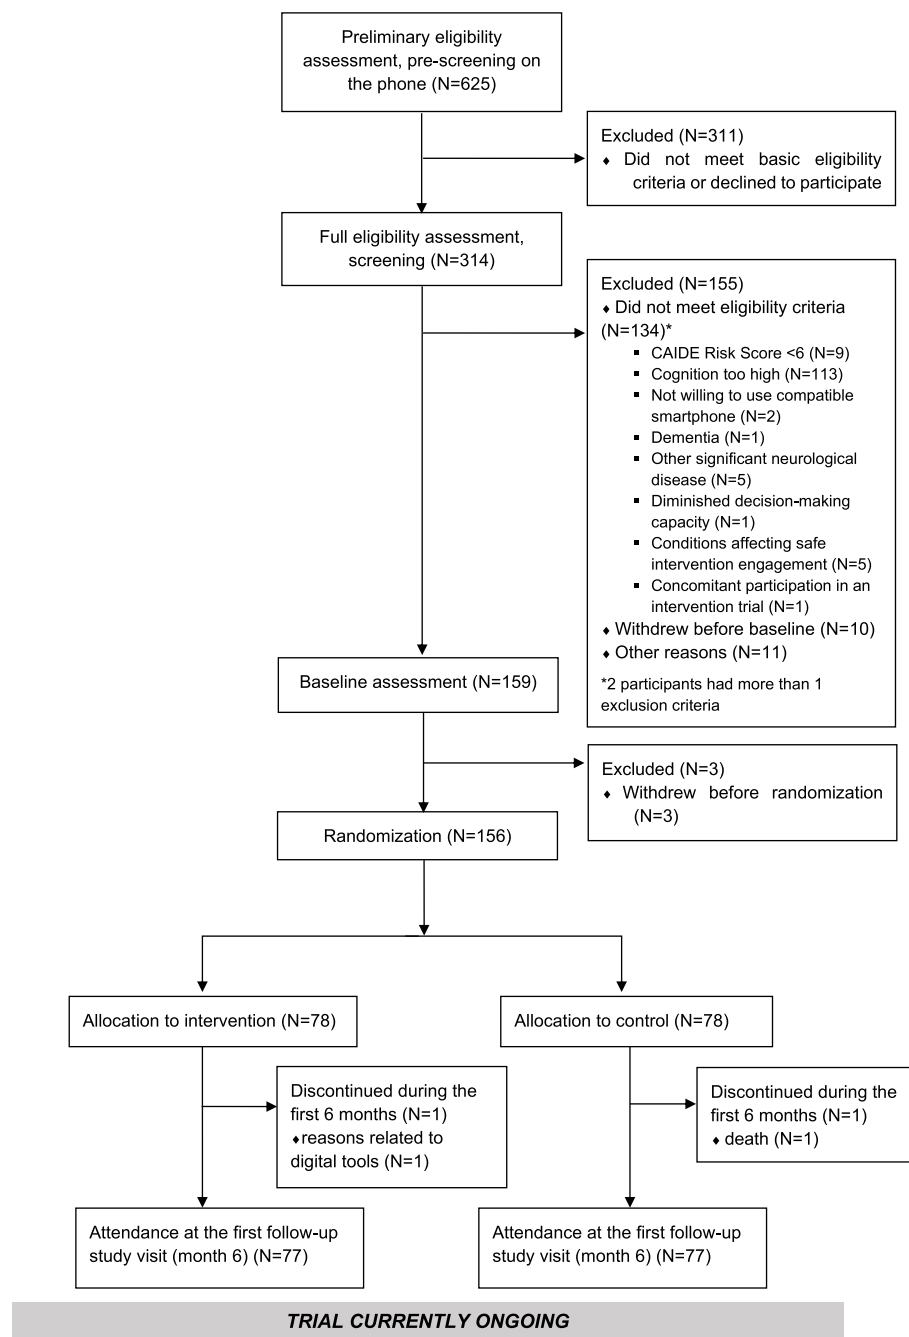 Preliminary eligibility
assessment, pre-screening on
the phone (N=625)
Excluded (N=311)
♦ Did not meet basic eligibility
criteria or declined to participate
Full eligibility assessment,
screening (N=314)
Excluded (N=155)
♦ Did not meet eligibility criteria
(N=134)*
▪ CAIDE Risk Score <6 (N=9)
▪ Cognition too high (N=113)
▪ Not willing to use compatible
smartphone (N=2)
▪ Dementia (N=1)
▪ Other significant neurological
disease (N=5)
▪ Diminished decision-making
capacity (N=1)
▪ Conditions affecting safe
intervention engagement (N=5)
▪ Concomitant participation in an
intervention trial (N=1)
♦ Withdrew before baseline (N=10)
♦ Other reasons (N=11)
*2 participants had more than 1
exclusion criteria
Baseline assessment (N=159)
Excluded (N=3)
♦ Withdrew before randomization
(N=3)
Randomization (N=156)
Allocation to intervention (N=78)
Allocation to control (N=78)
Discontinued during the
first 6 months (N=1)
♦reasons related to
digital tools (N=1)
Discontinued during the
first 6 months (N=1)
♦ death (N=1)
Attendance at the first follow-up
study visit (month 6) (N=77)
Attendance at the first follow-up
study visit (month 6) (N=77)
TRIAL CURRENTLY ONGOING